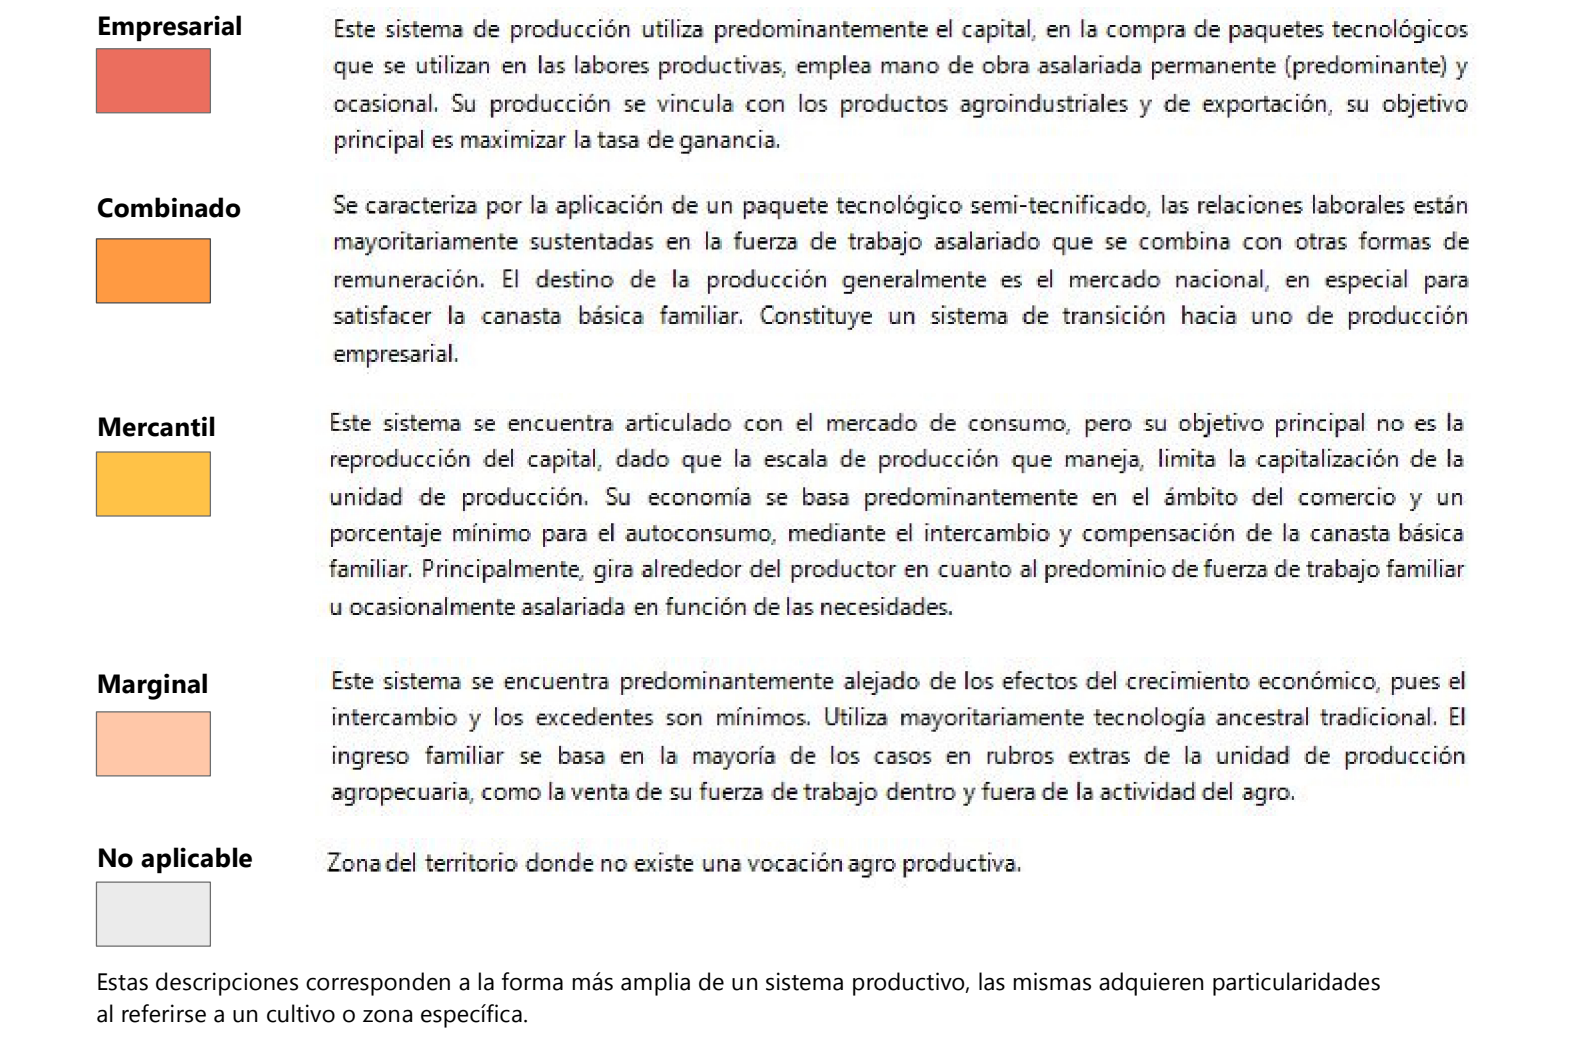 Empresarial
Este sistema de producción utiliza predominantemente el capital, en la compra de paquetes tecnológicos
que se utilizan en las labores productivas, emplea mano de obra asalariada permanente (predominante) y
ocasional. Su producción se vincula con los productos agroindustriales y de exportación, su objetivo
principal es maximizar la tasa de ganancia.
Combinado
Se caracteriza por la aplicación de un paquete tecnológico semi-tecnificado, las relaciones laborales están
mayoritariamente sustentadas en la fuerza de trabajo asalariado que se combina con otras formas de
remuneración. El destino de la producción generalmente es el mercado nacional, en especial para
satisfacer la canasta básica familiar. Constituye un sistema de transición hacia uno de producción
empresarial.
Mercantil
Este sistema se encuentra articulado con el mercado de consumo, pero su objetivo principal no es la
reproducción del capital, dado que la escala de producción que maneja, limita la capitalización de la
unidad de producción. Su economía se basa predominantemente en el ámbito del comercio y un
porcentaje mínimo para el autoconsumo, mediante el intercambio y compensación de la canasta básica
familiar. Principalmente, gira alrededor del productor en cuanto al predominio de fuerza de trabajo familiar
u ocasionalmente asalariada en función de las necesidades.
Marginal
Este sistema se encuentra predominantemente alejado de los efectos del crecimiento económico, pues el
intercambio y los excedentes son mínimos. Utiliza mayoritariamente tecnología ancestral tradicional. El
ingreso familiar se basa en la mayoría de los casos en rubros extras de la unidad de producción
agropecuaria, como la venta de su fuerza de trabajo dentro y fuera de la actividad del agro.
No aplicable
Zona del territorio donde no existe una vocación agro productiva.
Estas descripciones corresponden a la forma más amplia de un sistema productivo, las mismas adquieren particularidades
al referirse a un cultivo o zona específica.